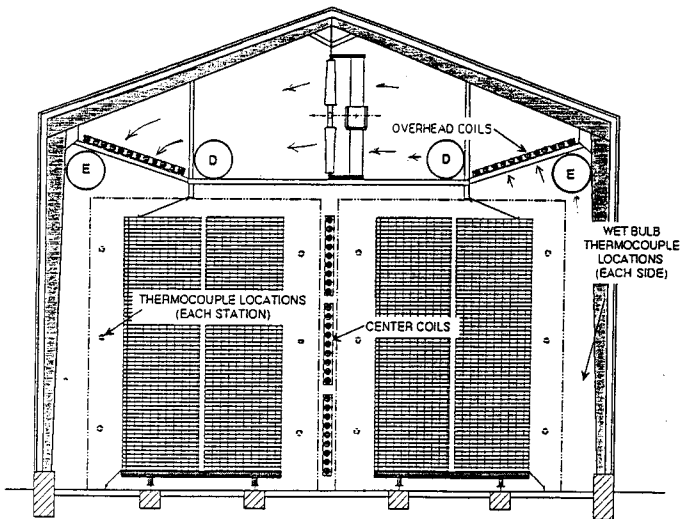 OVERHEAD COILS
E
D
D
E
WET BULB
THERMOCOUPLE
LOCATIONS
(EACH SIDE)
THERMOCOUPLE LOCATIONS
(EACH STATION)
CENTER COILS